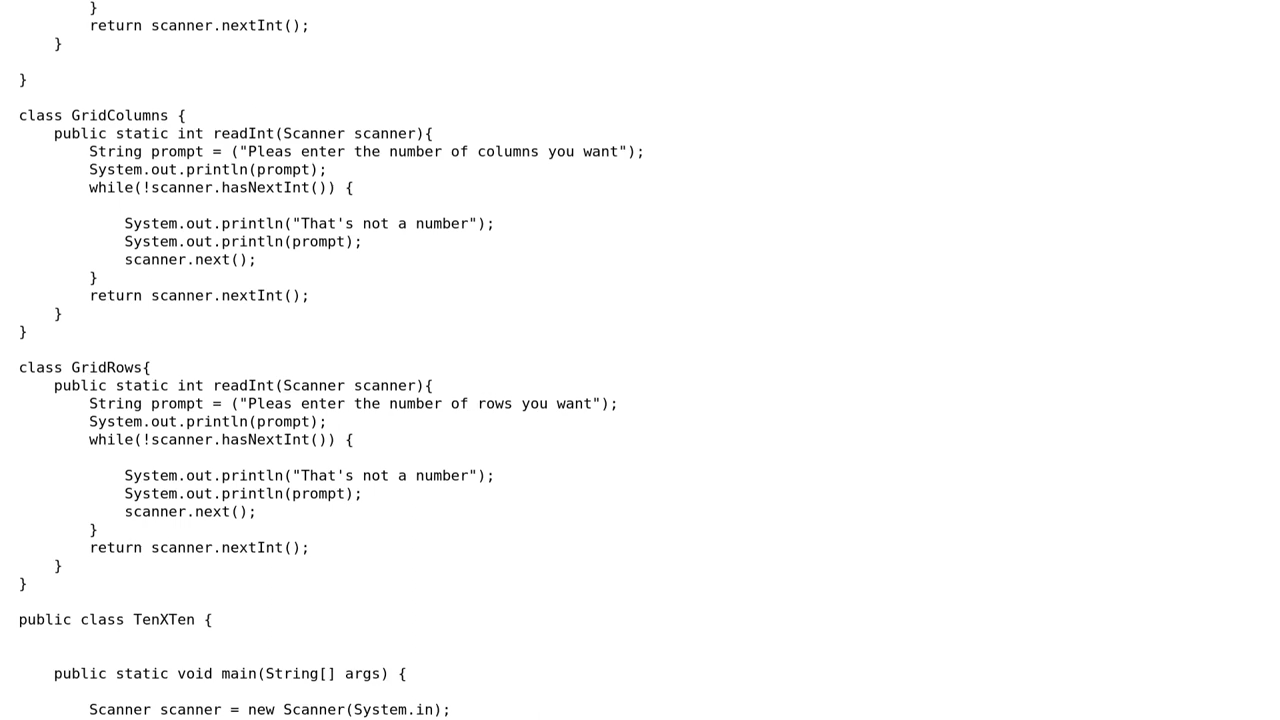 }
        return scanner.nextInt();
    }

}

class GridColumns {
    public static int readInt(Scanner scanner){
        String prompt = ("Pleas enter the number of columns you want");
        System.out.println(prompt);
        while(!scanner.hasNextInt()) {

            System.out.println("That's not a number");
            System.out.println(prompt);
            scanner.next();
        }
        return scanner.nextInt();
    }
}

class GridRows{
    public static int readInt(Scanner scanner){
        String prompt = ("Pleas enter the number of rows you want");
        System.out.println(prompt);
        while(!scanner.hasNextInt()) {

            System.out.println("That's not a number");
            System.out.println(prompt);
            scanner.next();
        }
        return scanner.nextInt();
    }
}

public class TenXTen {


    public static void main(String[] args) {

        Scanner scanner = new Scanner(System.in);